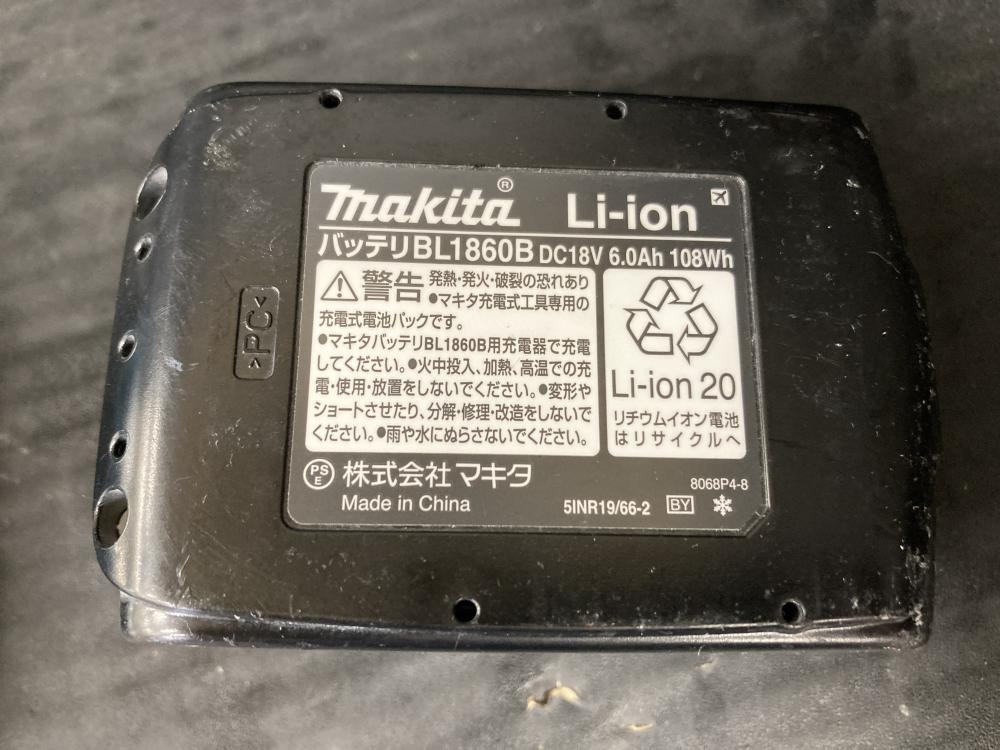 makita® Li-ion
バッテリBL1860B DC18V 6.0Ah 108Wh
警告 発熱・発火・破裂の恐れあり
●マキタ充電式工具専用の
充電式電池パックです。
●マキタバッテリBL1860B用充電器で充電
してください。●火中投入、加熱、高温での充
電・使用・放置をしないでください。●変形や
ショートさせたり、分解・修理・改造をしないで
ください。●雨や水にぬらさないでください。
Li-ion 20
リチウムイオン電池
はリサイクルへ
PS
E
株式会社 マキタ
Made in China
8068P4-8
5INR19/66-2 BY
>PC<